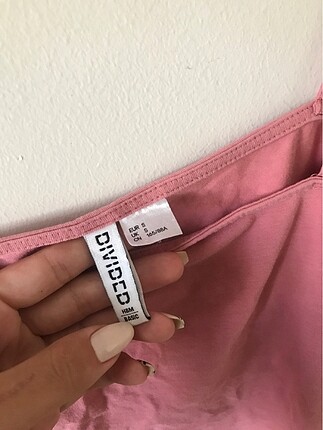 EUR S
UK S
CN 165/88A
DIVIDED
H&M
BASIC